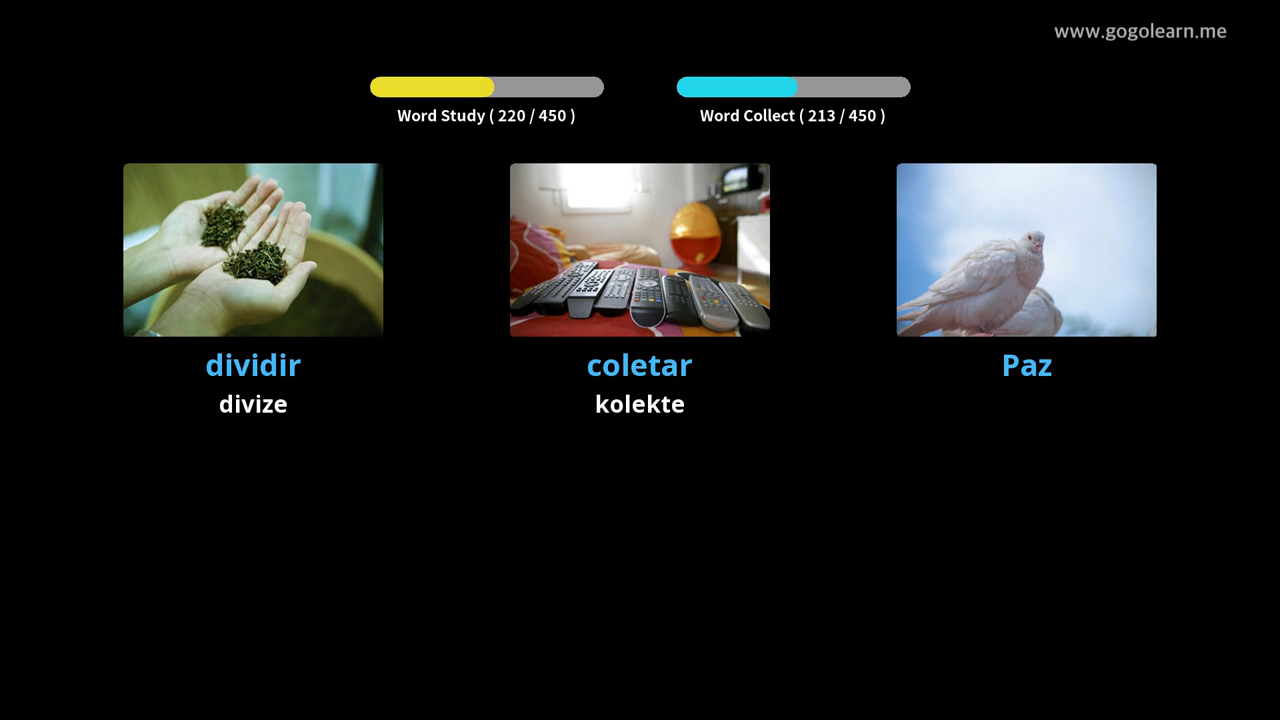 www.gogolearn.me
Word Study ( 220 / 450 )
Word Collect ( 213 / 450 )
dividir
divize
coletar
kolekte
Paz